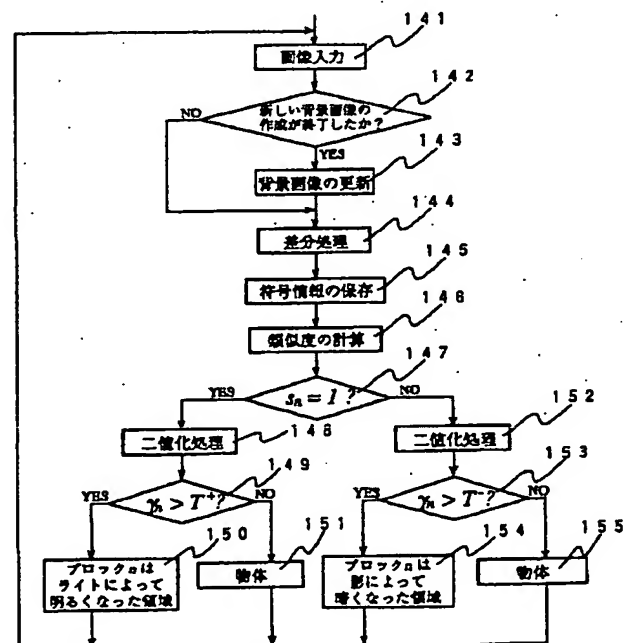 141
画像入力
142
新しい背景画像の
作成が終了したか？
NO
YES
143
背景画像の更新
144
差分処理
145
符号情報の保存
146
類似度の計算
147
sₙ = 1 ?
YES
NO
148
二値化処理
152
二値化処理
149
γₙ > T⁺?
YES
NO
153
γₙ > T⁻?
YES
NO
150
ブロックnは
ライトによって
明るくなった領域
151
物体
154
ブロックnは
影によって
暗くなった領域
155
物体